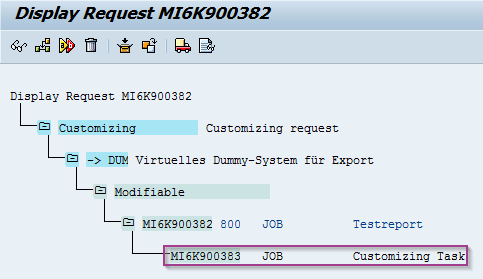 Display Request MI6K900382
Display Request MI6K900382
Customizing Customizing request
-> DUM Virtuelles Dummy-System für Export
Modifiable
MI6K900382 800 JOB Testreport
MI6K900383 JOB Customizing Task